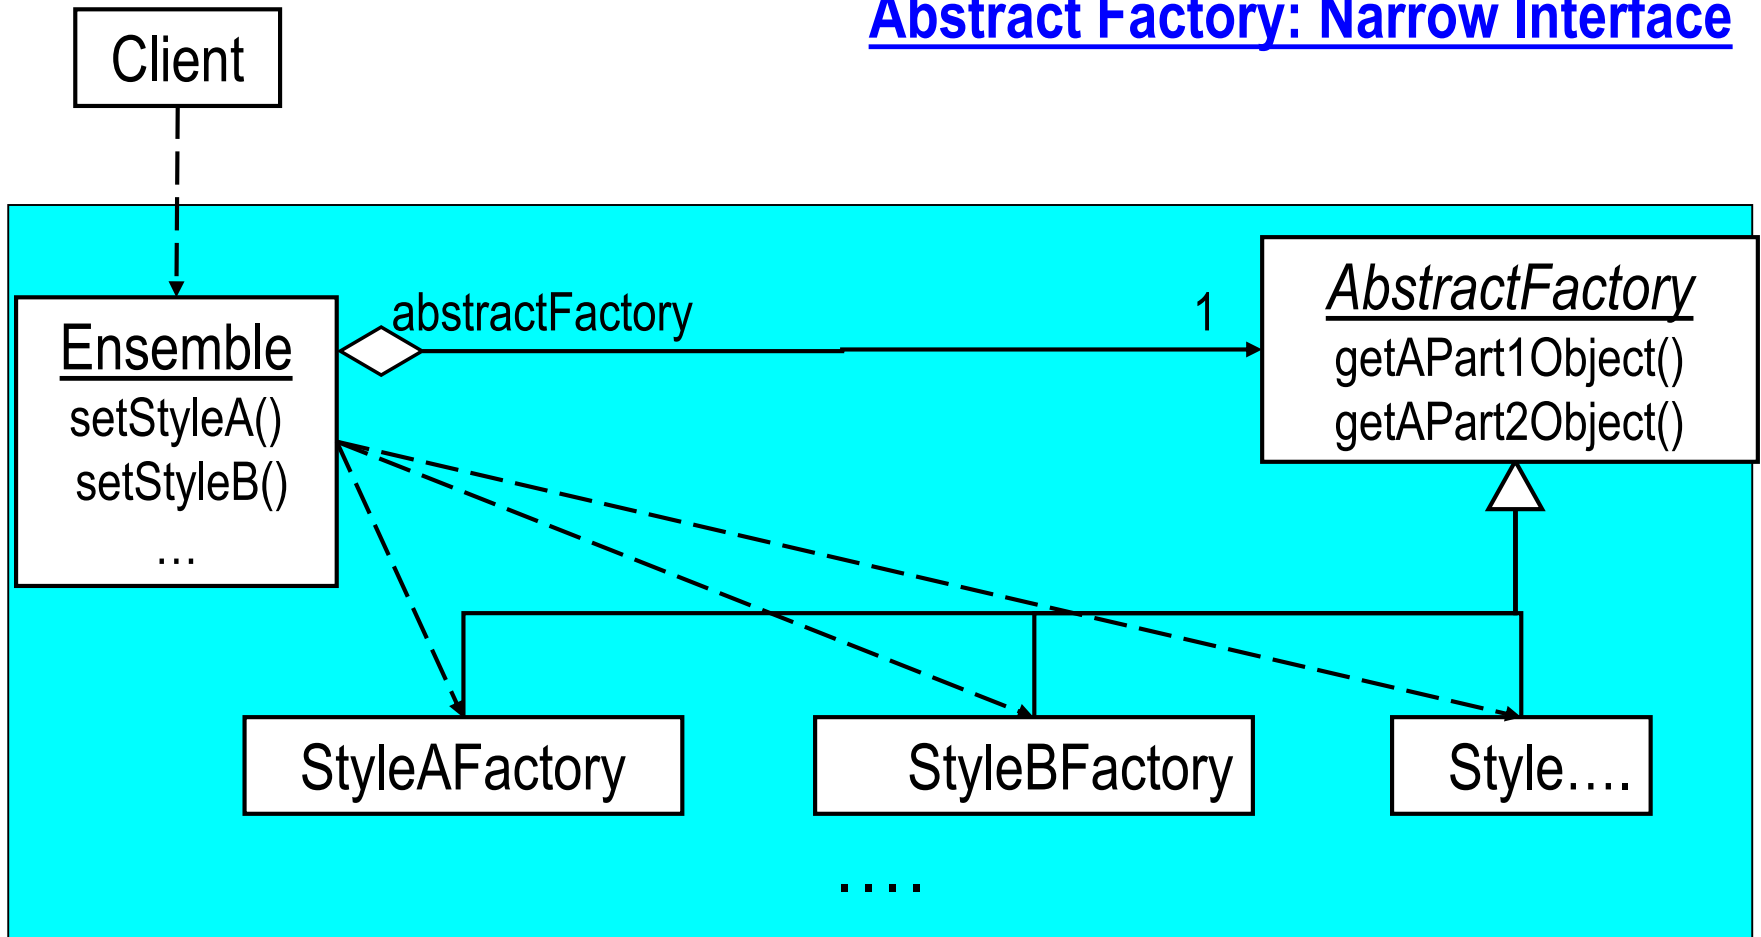 Abstract Factory: Narrow Interface
Client
abstractFactory
1
Ensemble
setStyleA()
setStyleB()
…
AbstractFactory
getAPart1Object()
getAPart2Object()
StyleAFactory
StyleBFactory
Style….
....